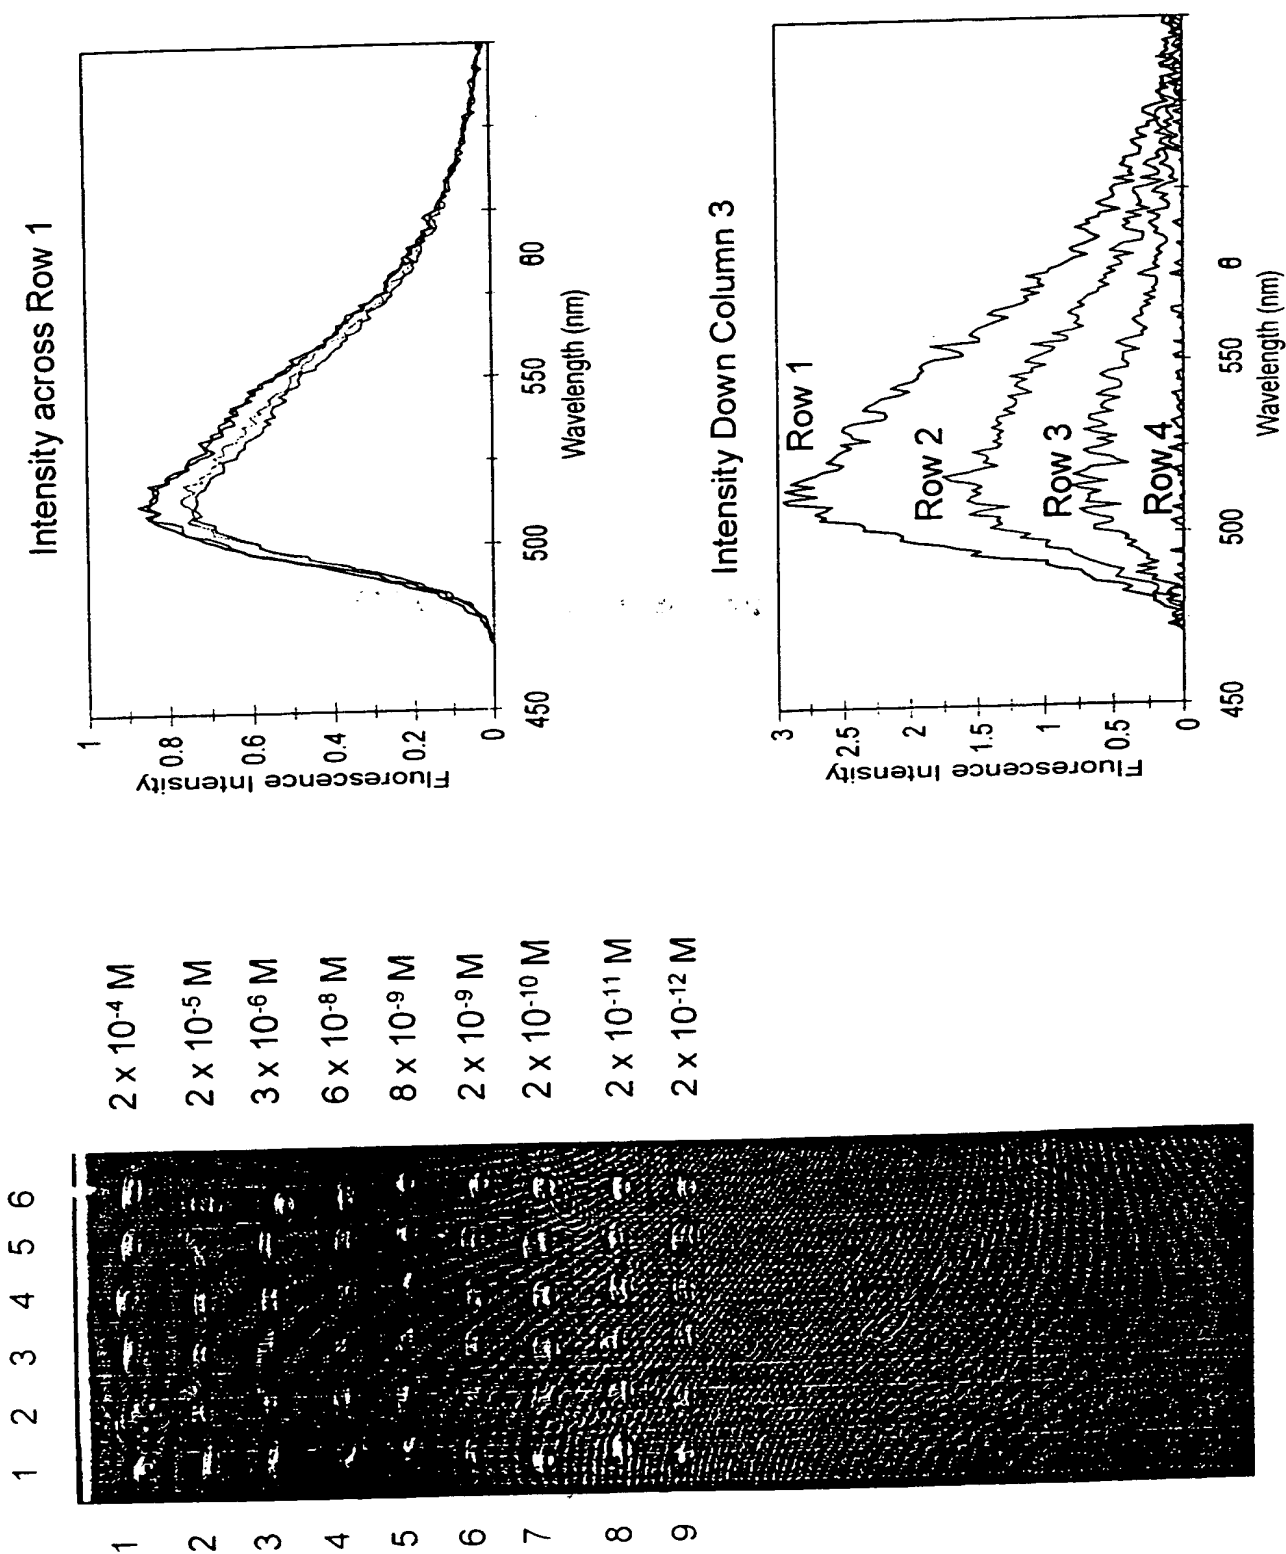 1 2 3 4 5 6
1 2 x 10-4 M
2 2 x 10-5 M
3 3 x 10-6 M
4 6 x 10-8 M
5 8 x 10-9 M
6 2 x 10-9 M
7 2 x 10-10 M
8 2 x 10-11 M
9 2 x 10-12 M
Intensity across Row 1
Fluorescence Intensity
1
0.8
0.6
0.4
0.2
0
450 500 550 60
Wavelength (nm)
Intensity Down Column 3
Fluorescence Intensity
3
2.5
2
1.5
1
0.5
0
Row 1
Row 2
Row 3
Row 4
450 500 550 6
Wavelength (nm)